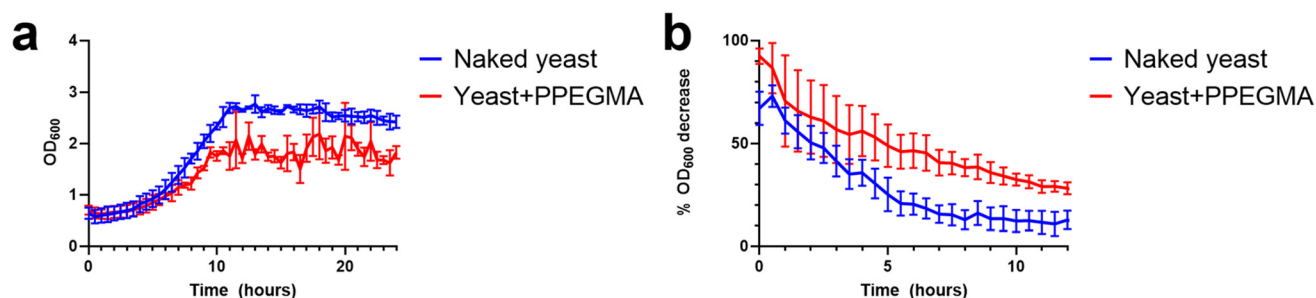 a
4
3
2
1
0
OD600
0
10
20
Time (hours)
Naked yeast
Yeast+PPEGMA
b
100
50
0
% OD600 decrease
0
5
10
Time (hours)
Naked yeast
Yeast+PPEGMA